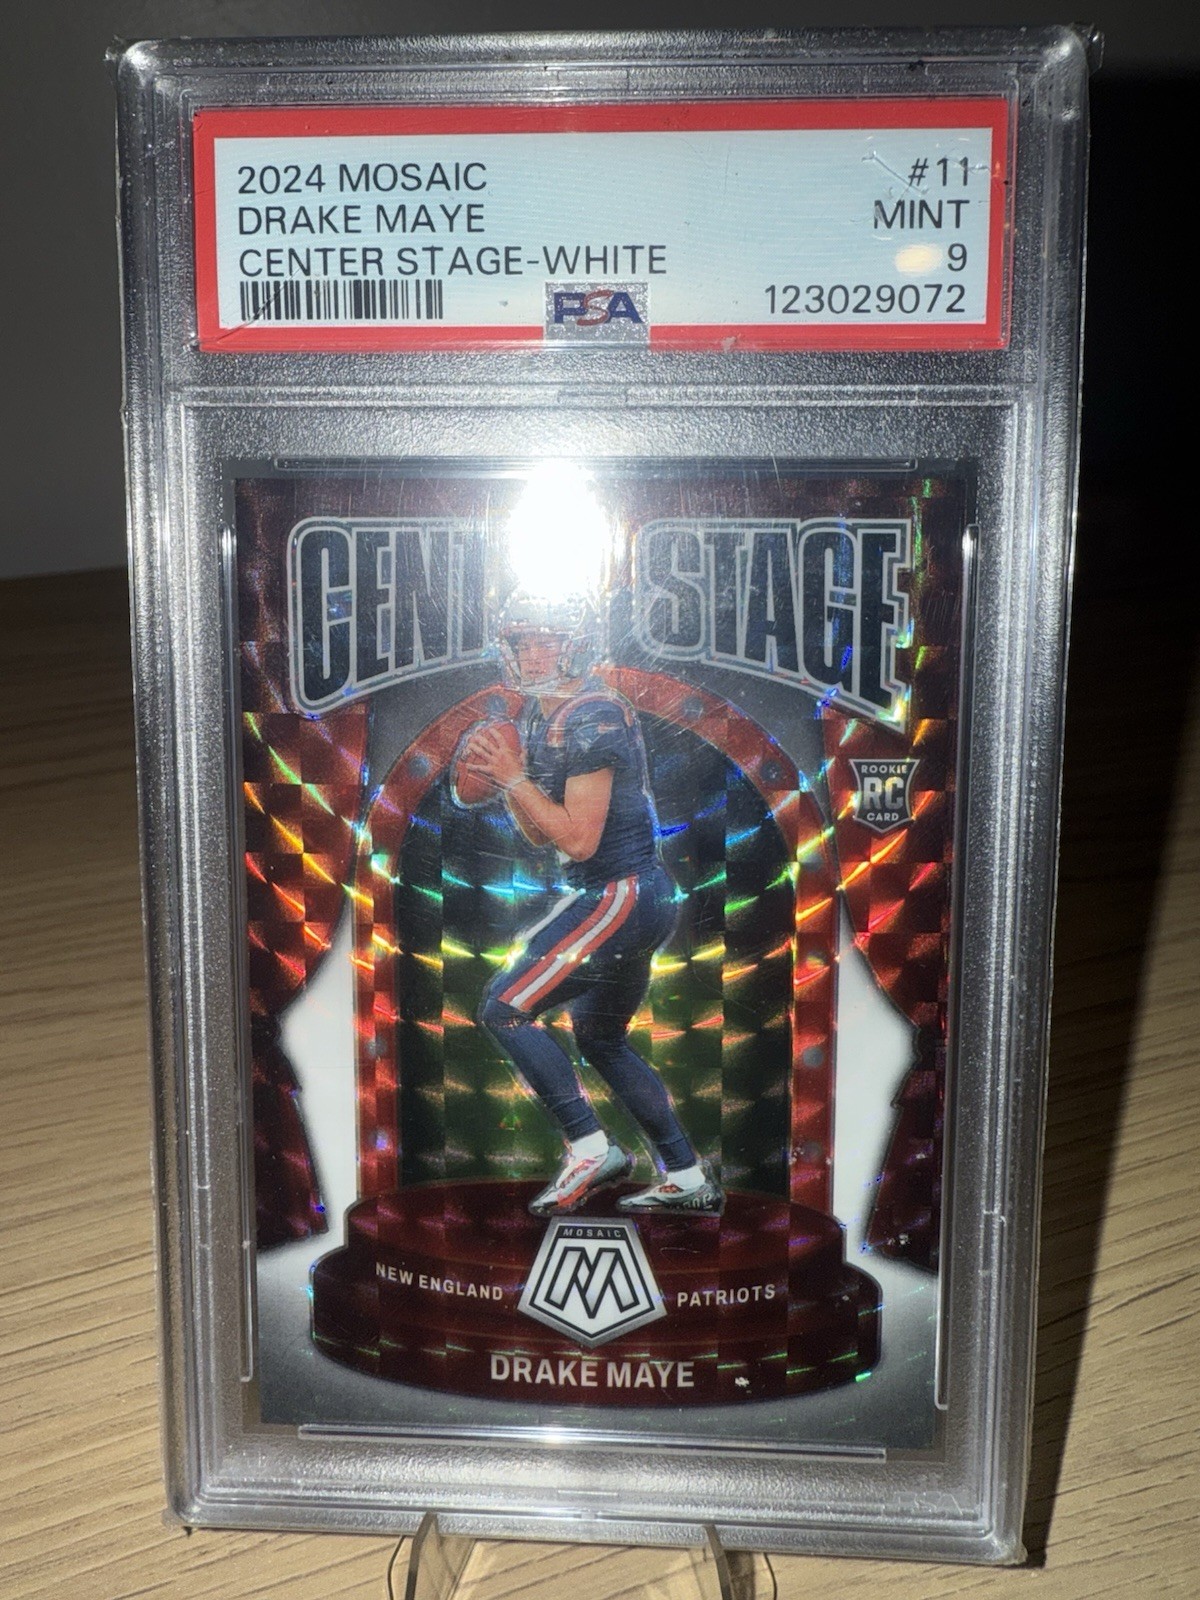 2024 MOSAIC #11
DRAKE MAYE MINT
CENTER STAGE-WHITE 9
PSA 123029072
CENTER STAGE
ROOKIE
RC
CARD
MOSAIC
M
NEW ENGLAND PATRIOTS
DRAKE MAYE